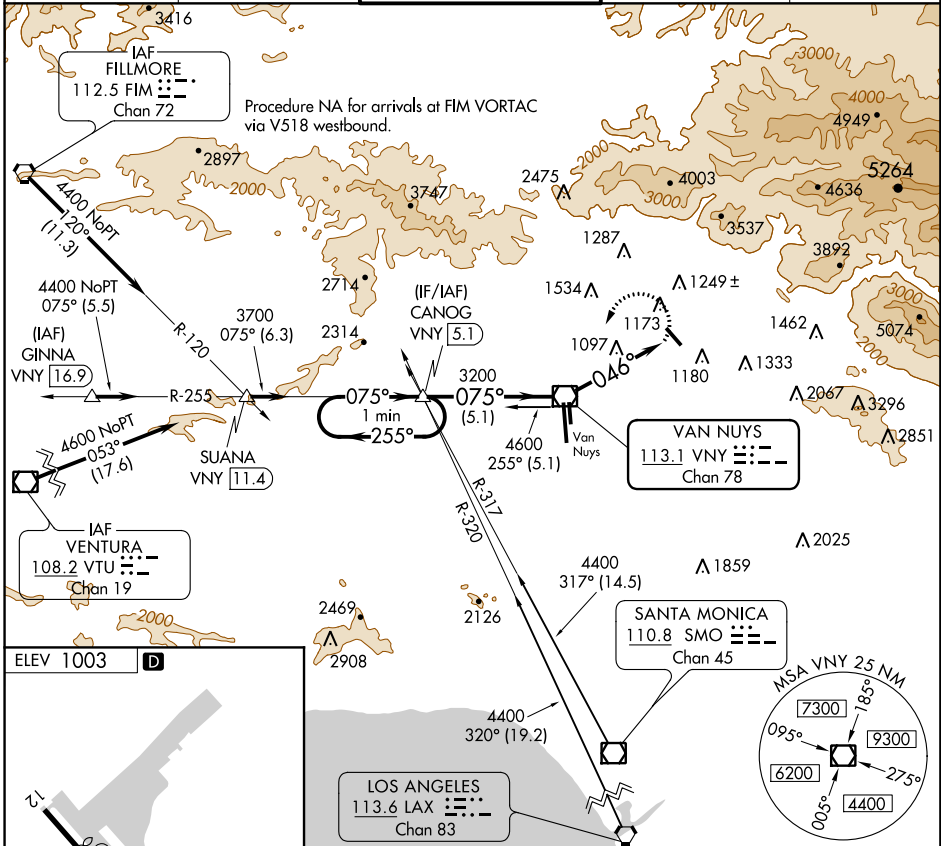 3416
IAF
FILLMORE
112.5 FIM
Chan 72
Procedure NA for arrivals at FIM VORTAC
via V518 westbound.
3000
4000
4949
2897
2000
3747
2475
2000
4003
3000
4636
5264
3537
3892
4400 NoPT
120°
(11.3)
1287
2714
1534
1249 ±
3000
4400 NoPT
075° (5.5)
3700
075° (6.3)
(IF/IAF)
CANOG
VNY 5.1
1173
1462
5074
R-120
2314
1097
2000
(IAF)
GINNA
VNY 16.9
046°
1180
1333
R-255
075°
1 min
255°
3200
075°
(5.1)
2067
3296
4600 NoPT
053°
(17.6)
4600
255° (5.1)
Van
Nuys
2851
SUANA
VNY 11.4
VAN NUYS
113.1 VNY
Chan 78
R-317
R-320
IAF
VENTURA
108.2 VTU
Chan 19
2025
1859
4400
317° (14.5)
2469
2126
2000
2908
SANTA MONICA
110.8 SMO
Chan 45
ELEV 1003 D
MSA VNY 25 NM
7300
185°
095°
9300
6200
275°
005°
4400
4400
320° (19.2)
LOS ANGELES
113.6 LAX
Chan 83
12